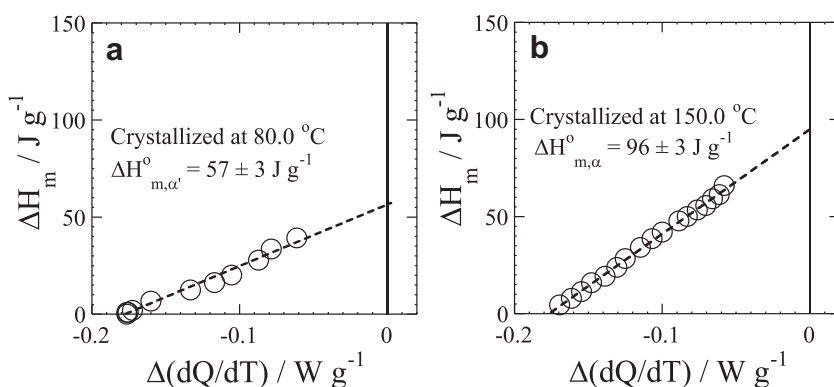 a
150
100
50
0
ΔH_m / J g⁻¹
Crystallized at 80.0 °C
ΔH°_m,α' = 57 ± 3 J g⁻¹
-0.2
-0.1
0
Δ(dQ/dT) / W g⁻¹
b
150
100
50
0
ΔH_m / J g⁻¹
Crystallized at 150.0 °C
ΔH°_m,α = 96 ± 3 J g⁻¹
-0.2
-0.1
0
Δ(dQ/dT) / W g⁻¹